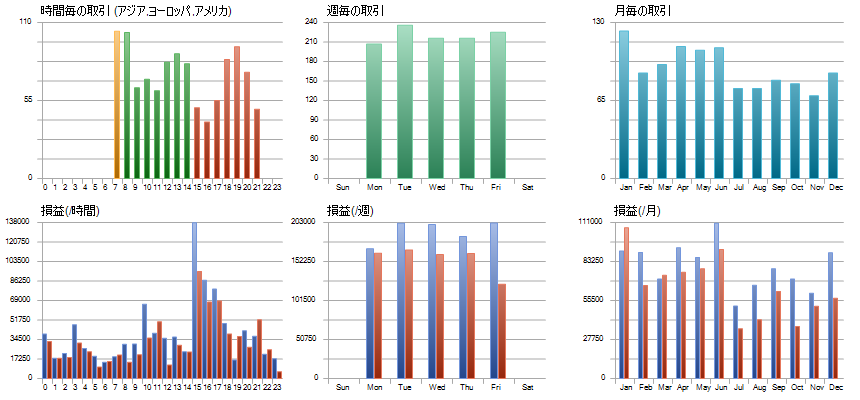 時間毎の取引 (アジア,ヨーロッパ,アメリカ)
110
55
0
0 1 2 3 4 5 6 7 8 9 10 11 12 13 14 15 16 17 18 19 20 21 22 23
週毎の取引
240
210
180
150
120
90
60
30
0
Sun Mon Tue Wed Thu Fri Sat
月毎の取引
130
65
0
Jan Feb Mar Apr May Jun Jul Aug Sep Oct Nov Dec
損益(/時間)
138000
120750
103500
86250
69000
51750
34500
17250
0
0 1 2 3 4 5 6 7 8 9 10 11 12 13 14 15 16 17 18 19 20 21 22 23
損益(/週)
203000
152250
101500
50750
0
Sun Mon Tue Wed Thu Fri Sat
損益(/月)
111000
83250
55500
27750
0
Jan Feb Mar Apr May Jun Jul Aug Sep Oct Nov Dec